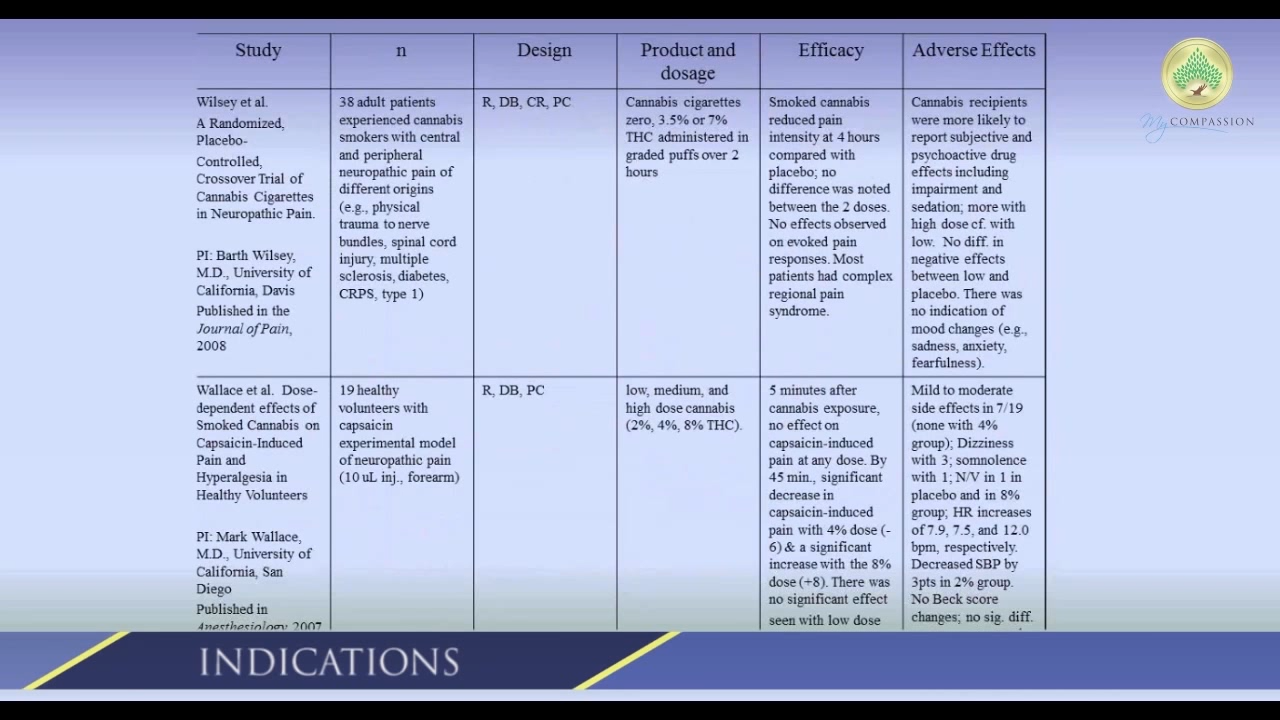 Study
n
Design
Product and
dosage
Efficacy
Adverse Effects
Wilsey et al.
A Randomized,
Placebo-
Controlled,
Crossover Trial of
Cannabis Cigarettes
in Neuropathic Pain.
PI: Barth Wilsey,
M.D., University of
California, Davis
Published in the
Journal of Pain,
2008
38 adult patients
experienced cannabis
smokers with central
and peripheral
neuropathic pain of
different origins
(e.g., physical
trauma to nerve
bundles, spinal cord
injury, multiple
sclerosis, diabetes,
CRPS, type 1)
R, DB, CR, PC
Cannabis cigarettes
zero, 3.5% or 7%
THC administered in
graded puffs over 2
hours
Smoked cannabis
reduced pain
intensity at 4 hours
compared with
placebo; no
difference was noted
between the 2 doses.
No effects observed
on evoked pain
responses. Most
patients had complex
regional pain
syndrome.
Cannabis recipients
were more likely to
report subjective and
psychoactive drug
effects including
impairment and
sedation; more with
high dose cf. with
low. No diff. in
negative effects
between low and
placebo. There was
no indication of
mood changes (e.g.,
sadness, anxiety,
fearfulness).
Wallace et al. Dose-
dependent effects of
Smoked Cannabis on
Capsaicin-Induced
Pain and
Hyperalgesia in
Healthy Volunteers
PI: Mark Wallace,
M.D., University of
California, San
Diego
Published in
Anesthesiology, 2007
19 healthy
volunteers with
capsaicin
experimental model
of neuropathic pain
(10 uL inj., forearm)
R, DB, PC
low, medium, and
high dose cannabis
(2%, 4%, 8% THC).
5 minutes after
cannabis exposure,
no effect on
capsaicin-induced
pain at any dose. By
45 min., significant
decrease in
capsaicin-induced
pain with 4% dose (-
6) & a significant
increase with the 8%
dose (+8). There was
no significant effect
seen with low dose
Mild to moderate
side effects in 7/19
(none with 4%
group); Dizziness
with 3; somnolence
with 1; N/V in 1 in
placebo and in 8%
group; HR increases
of 7.9, 7.5, and 12.0
bpm, respectively.
Decreased SBP by
3pts in 2% group.
No Beck score
changes; no sig. diff.
My COMPASSION
INDICATIONS